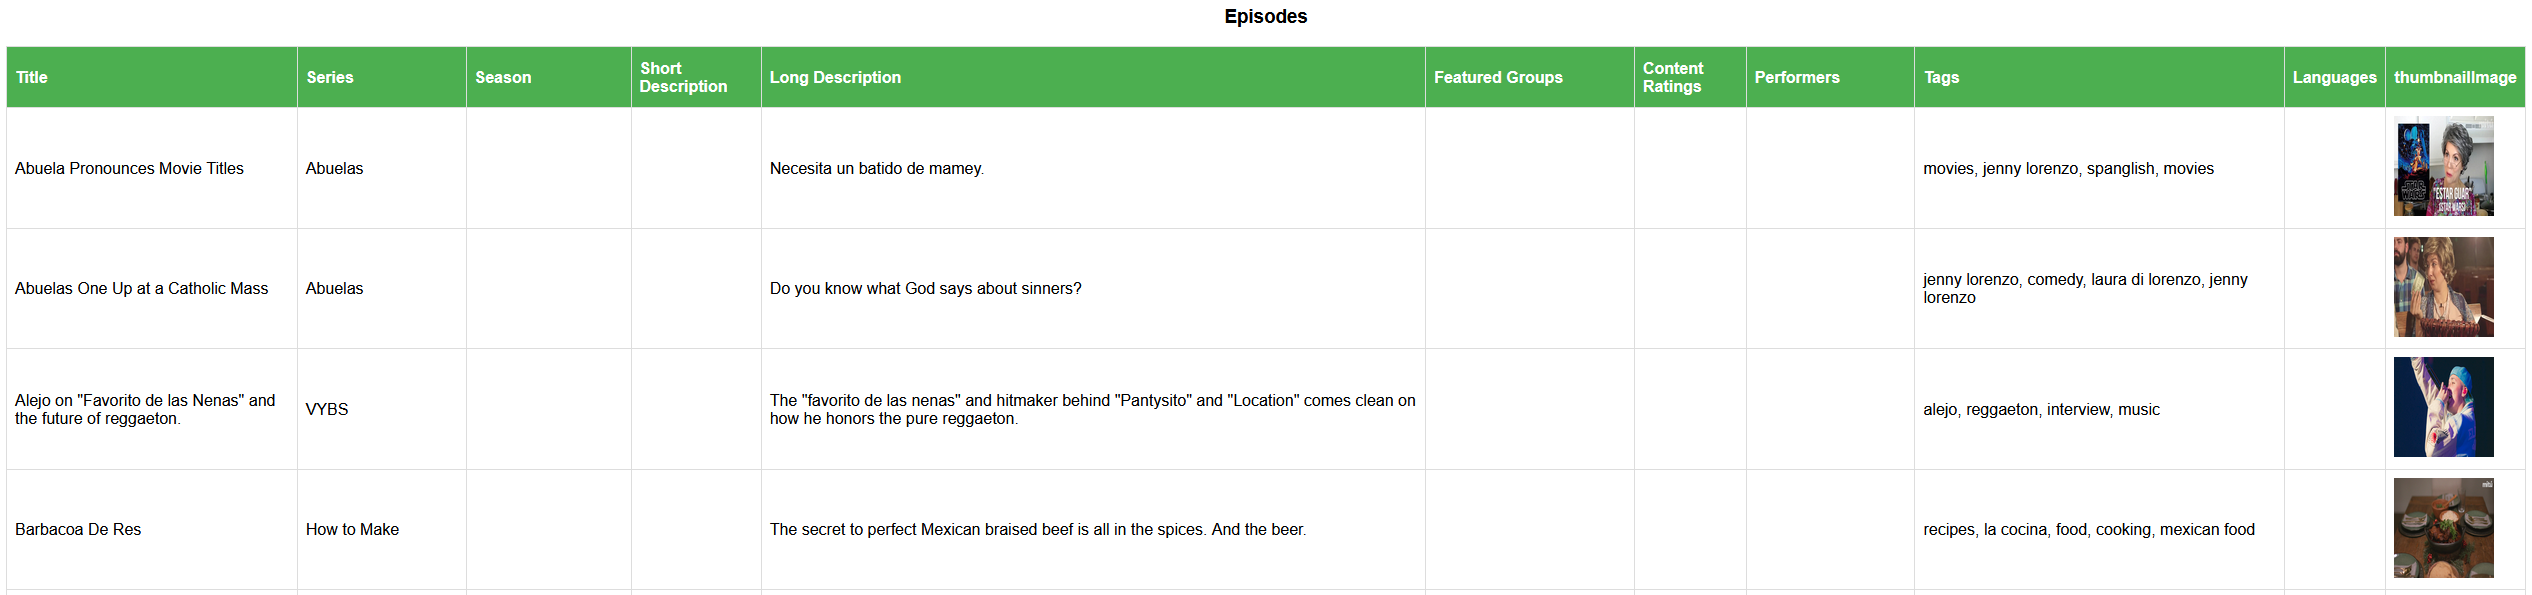 Episodes
Title Series Season Short Description Long Description Featured Groups Content Ratings Performers Tags Languages thumbnailImage
Abuela Pronounces Movie Titles Abuelas Necesita un batido de mamey. movies, jenny lorenzo, spanglish, movies
STAR WARS
"ESTAR GUAR"
(STAR WARS)
Abuelas One Up at a Catholic Mass Abuelas Do you know what God says about sinners? jenny lorenzo, comedy, laura di lorenzo, jenny lorenzo
Alejo on "Favorito de las Nenas" and the future of reggaeton. VYBS The "favorito de las nenas" and hitmaker behind "Pantysito" and "Location" comes clean on how he honors the pure reggaeton. alejo, reggaeton, interview, music
Barbacoa De Res How to Make The secret to perfect Mexican braised beef is all in the spices. And the beer. recipes, la cocina, food, cooking, mexican food
mitú